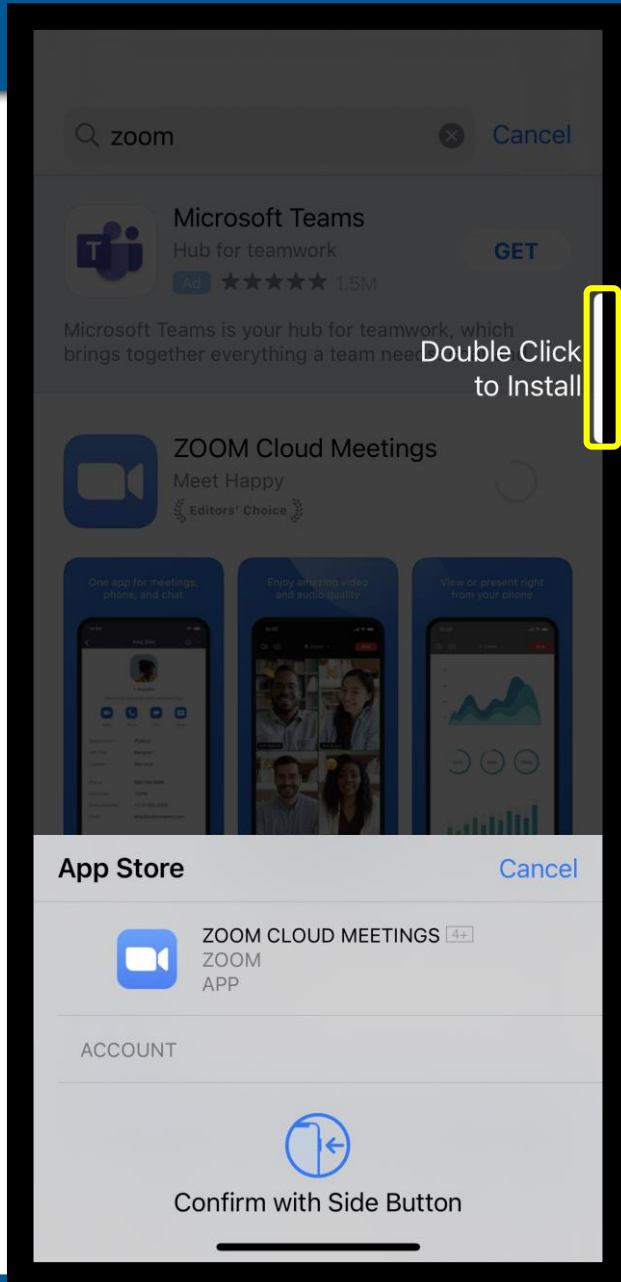 zoom
Cancel
Microsoft Teams
Hub for teamwork
GET
Ad ★★★★★ 1.5M
Microsoft Teams is your hub for teamwork, which
brings together everything a team
Double Click
to Install
ZOOM Cloud Meetings
Meet Happy
Editors' Choice
One app for meetings,
phone, and chat
Enjoy amazing video
and audio quality
View or present right
from your phone
App Store
Cancel
ZOOM CLOUD MEETINGS 4+
ZOOM
APP
ACCOUNT
Confirm with Side Button